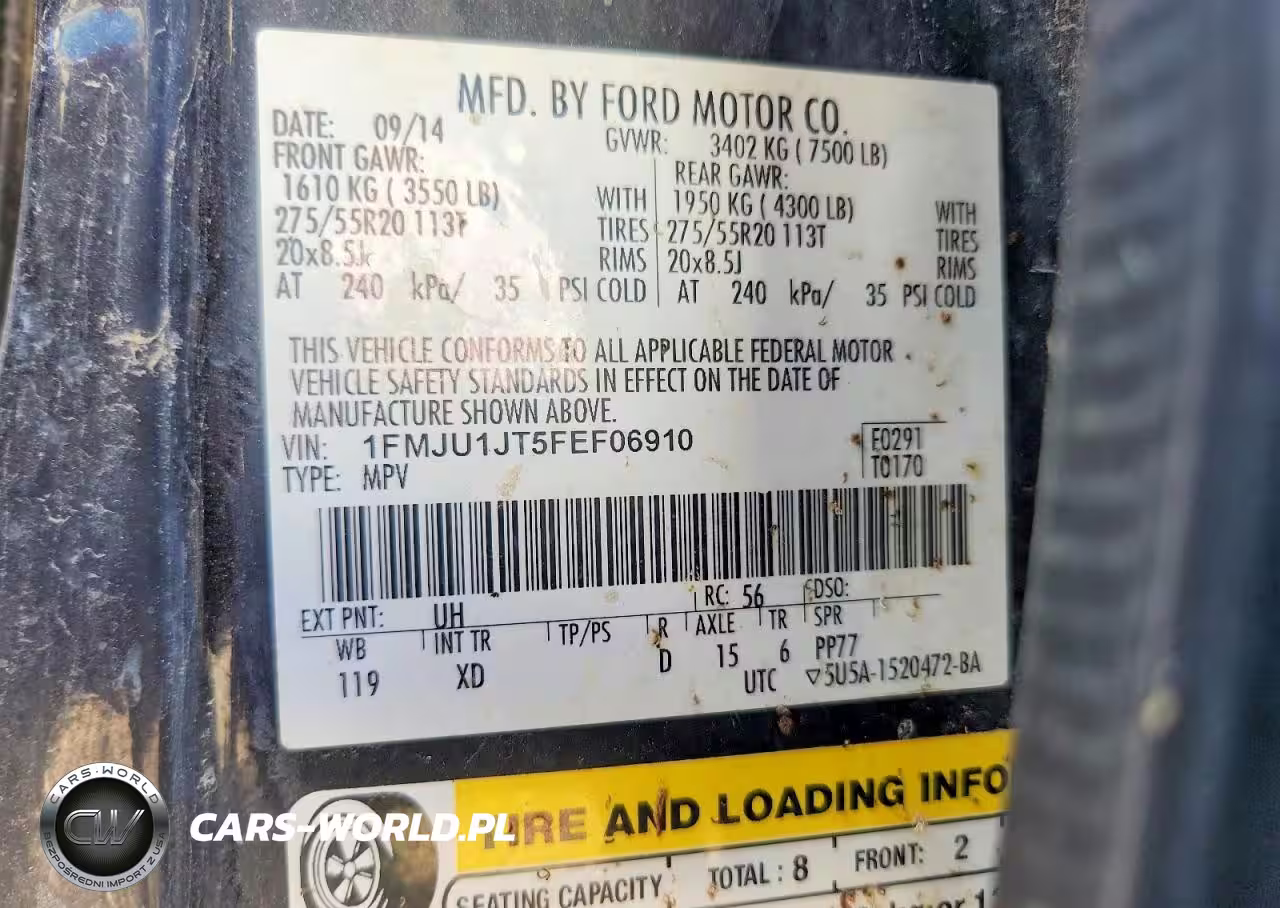 MFD. BY FORD MOTOR CO.
DATE: 09/14 GVWR: 3402 KG ( 7500 LB)
FRONT GAWR: REAR GAWR:
1610 KG ( 3550 LB) WITH 1950 KG ( 4300 LB) WITH
275/55R20 113T TIRES 275/55R20 113T TIRES
20x8.5J RIMS 20x8.5J RIMS
AT 240 kPa/ 35 PSI COLD AT 240 kPa/ 35 PSI COLD
THIS VEHICLE CONFORMS TO ALL APPLICABLE FEDERAL MOTOR
VEHICLE SAFETY STANDARDS IN EFFECT ON THE DATE OF
MANUFACTURE SHOWN ABOVE.
VIN: 1FMJU1JT5FEF06910 E0291
TYPE: MPV T0170
EXT PNT: UH RC: 56 DSO:
WB INT TR TP/PS R AXLE TR SPR
119 XD D 15 6 PP77
UTC ▽5U5A-1520472-BA
TIRE AND LOADING INFO
SEATING CAPACITY TOTAL : 8 FRONT: 2
CARS-WORLD
CW
BEZPOŚREDNI IMPORT Z USA
CARS-WORLD.PL